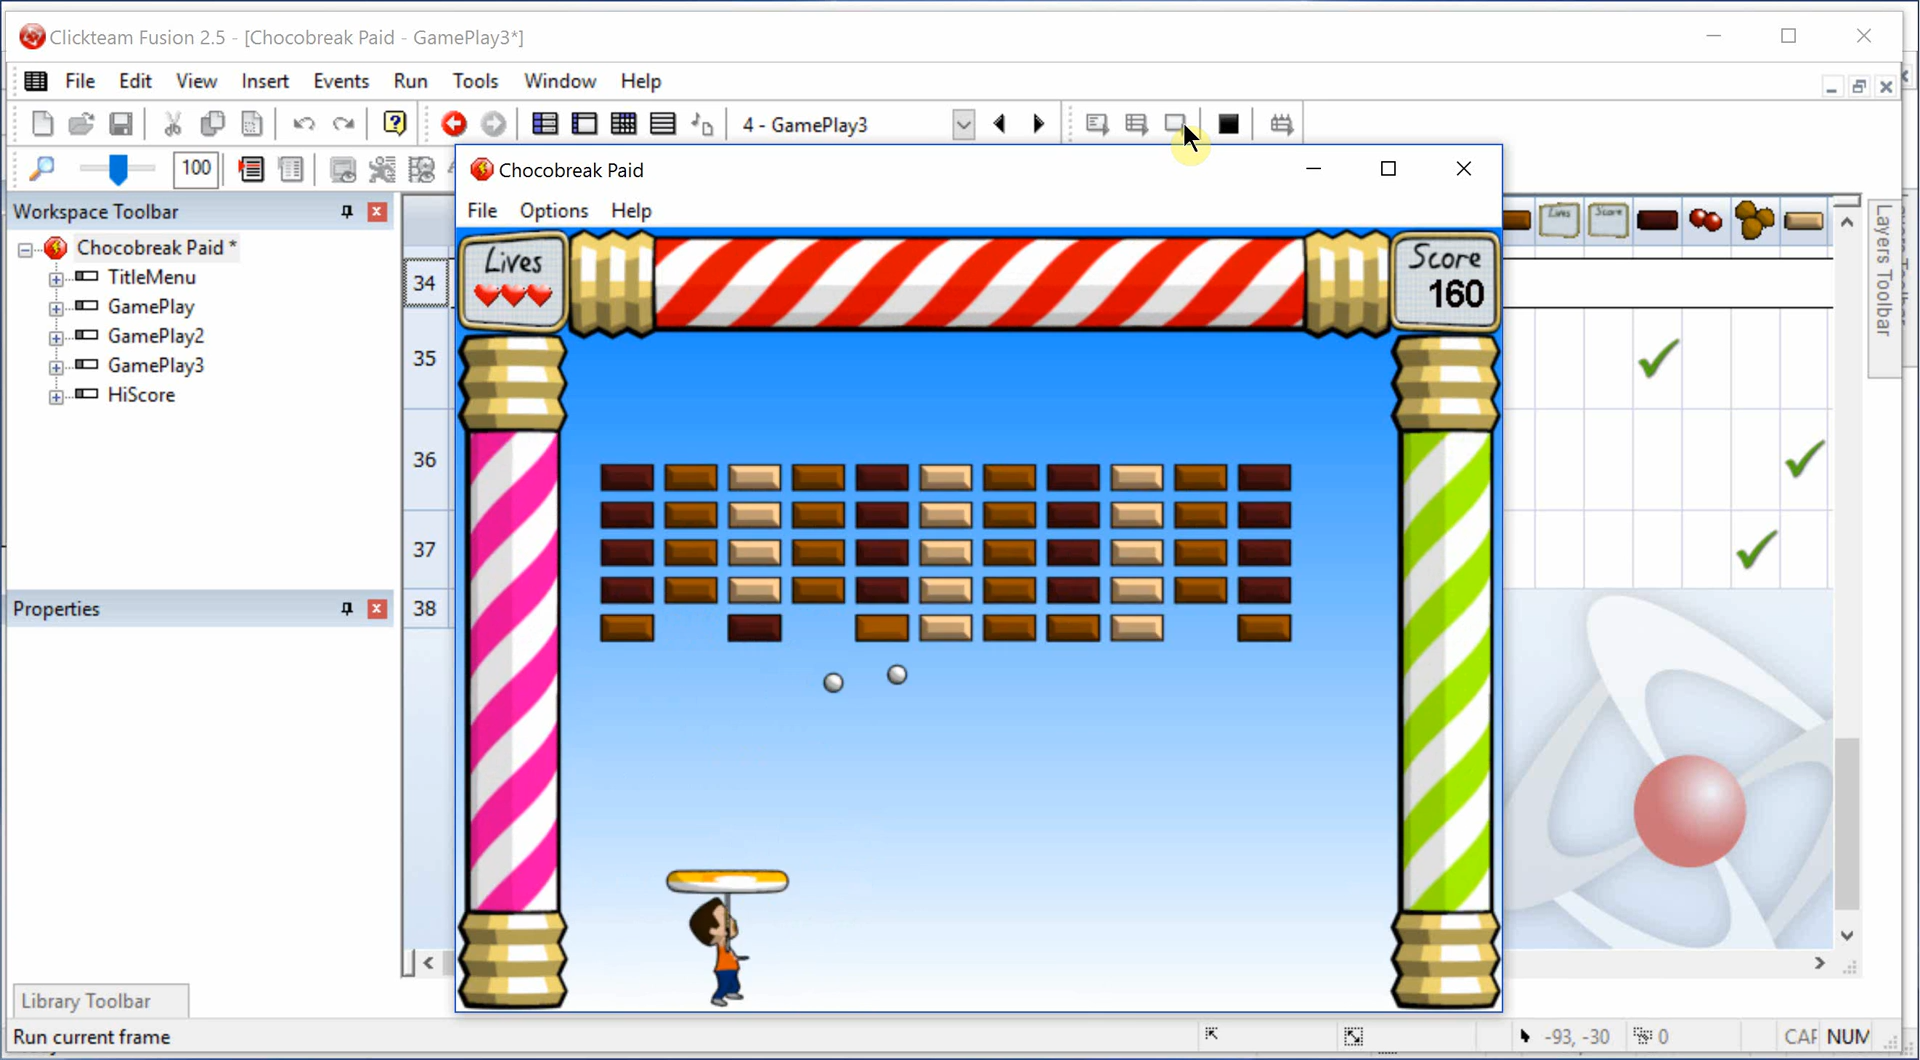 Clickteam Fusion 2.5 - [Chocobreak Paid - GamePlay3*]
File Edit View Insert Events Run Tools Window Help
4 - GamePlay3
100
Chocobreak Paid
File Options Help
Workspace Toolbar
Chocobreak Paid *
TitleMenu
GamePlay
GamePlay2
GamePlay3
HiScore
Properties
34
35
36
37
38
Lives
Score
160
Lives
Score
Layers Toolbar
Library Toolbar
Run current frame
-93, -30
0
CAP NUM